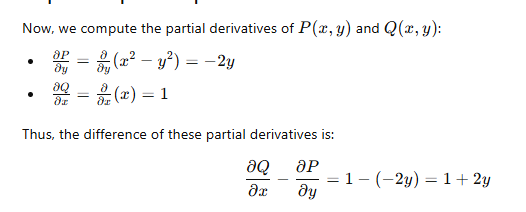 Now, we compute the partial derivatives of P(x, y) and Q(x, y):
• ∂P/∂y = ∂/∂y (x² − y²) = −2y
• ∂Q/∂x = ∂/∂x (x) = 1
Thus, the difference of these partial derivatives is:
∂Q/∂x − ∂P/∂y = 1 − (−2y) = 1 + 2y